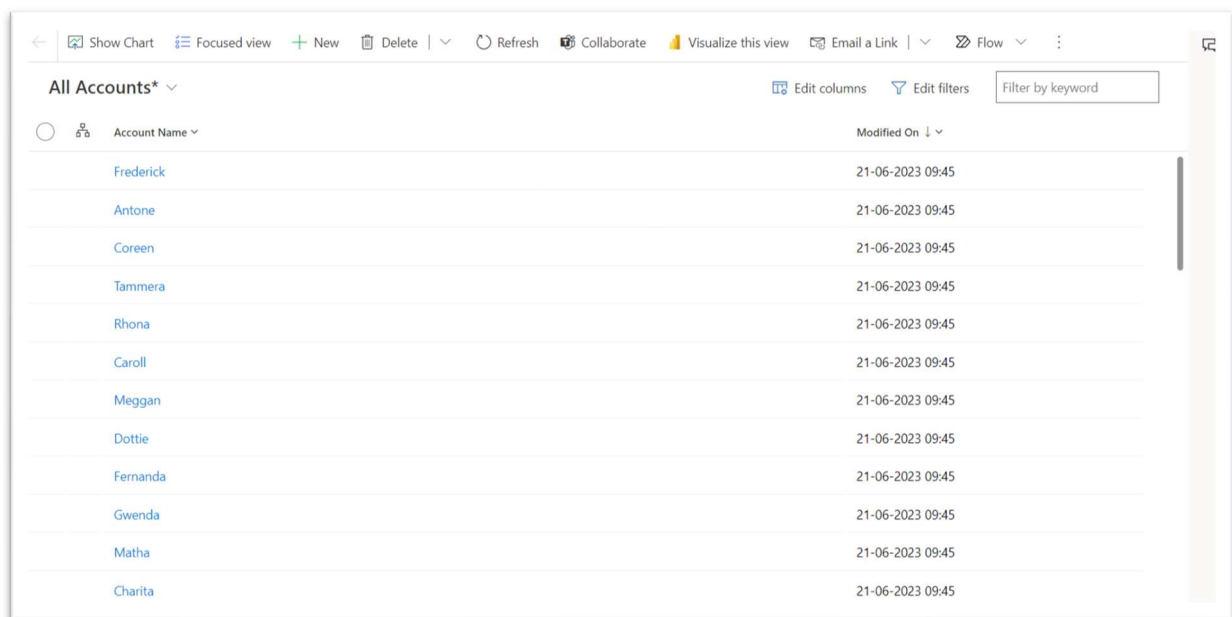 Show Chart Focused view New Delete Refresh Collaborate Visualize this view Email a Link Flow
All Accounts* Edit columns Edit filters Filter by keyword
Account Name Modified On
Frederick 21-06-2023 09:45
Antone 21-06-2023 09:45
Coreen 21-06-2023 09:45
Tammera 21-06-2023 09:45
Rhona 21-06-2023 09:45
Caroll 21-06-2023 09:45
Meggan 21-06-2023 09:45
Dottie 21-06-2023 09:45
Fernanda 21-06-2023 09:45
Gwenda 21-06-2023 09:45
Matha 21-06-2023 09:45
Charita 21-06-2023 09:45